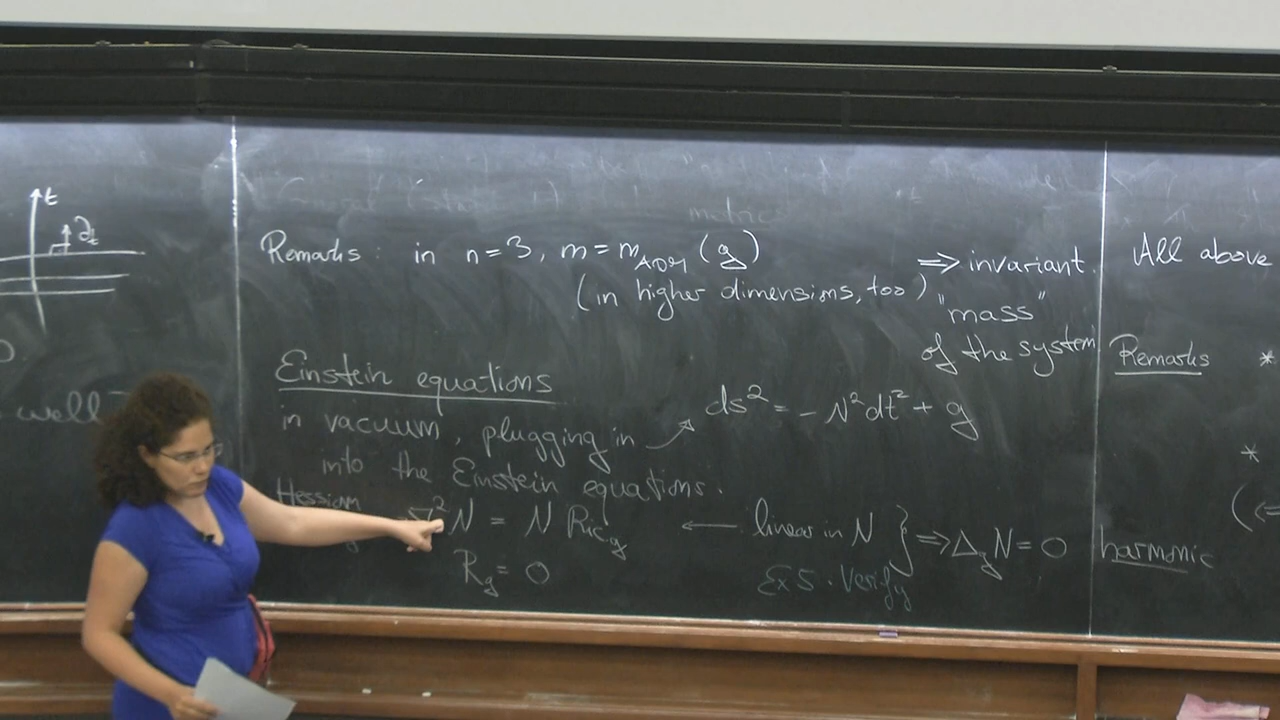 t
∂t
well
Remarks : in n=3, m = m_ADM (g)
(in higher dimensions, too)
⇒ invariant.
"mass"
of the system
Einstein equations
in vacuum, plugging in ↗ ds² = -N²dt² + g
into the Einstein equations.
Hessian
∇² N = N Ric_g ← linear in N } ⇒ Δ_g N = 0 harmonic
R_g = 0
Ex 5. Verify
metric
All above
Remarks *
*
(⇐